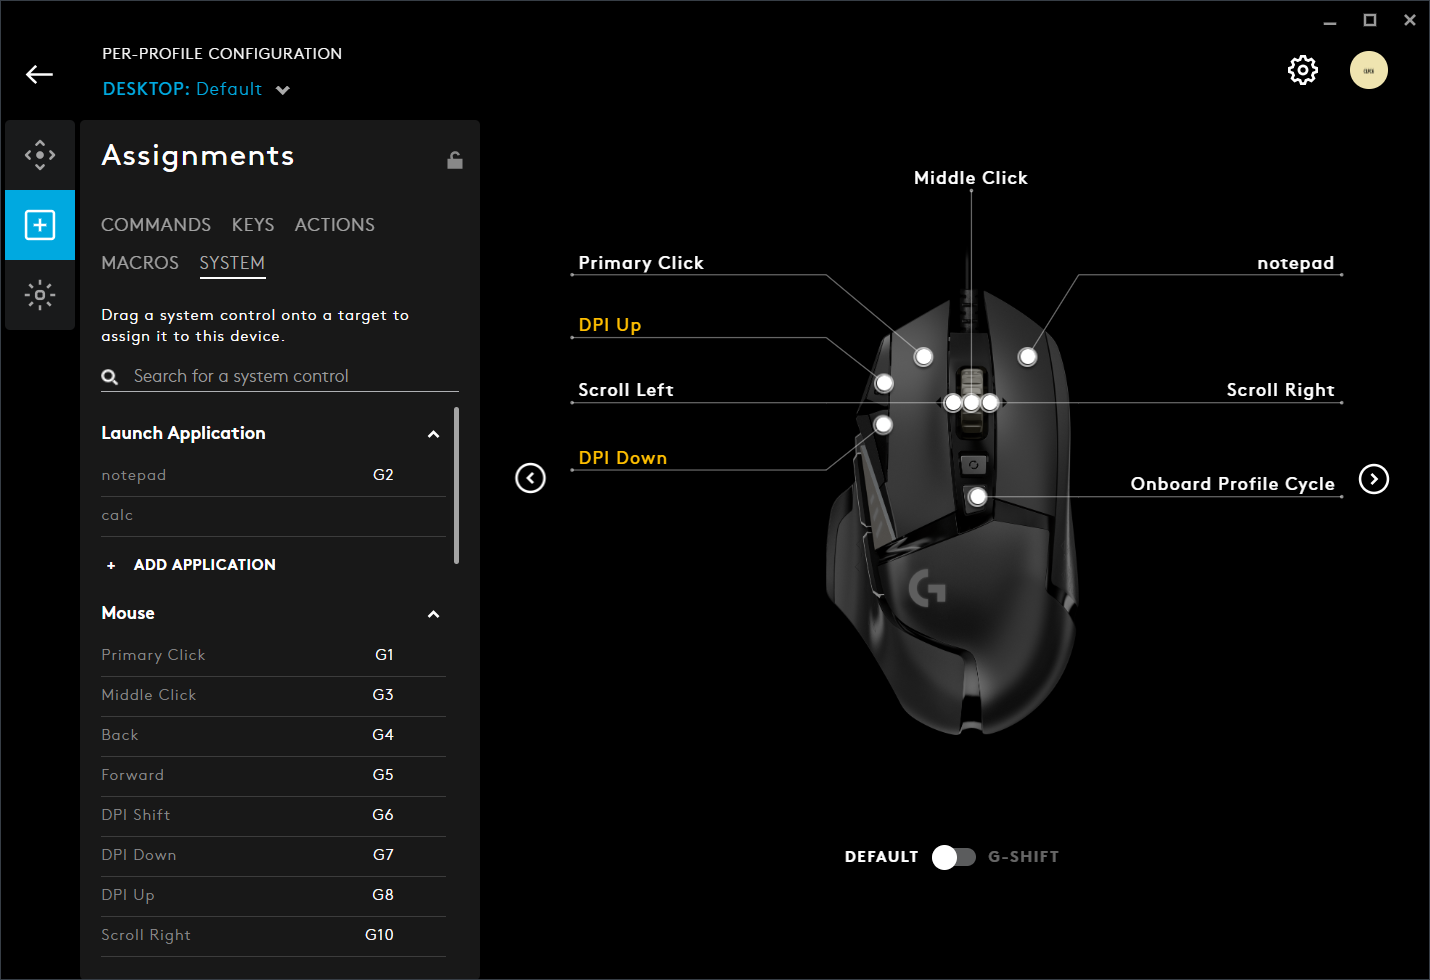 PER-PROFILE CONFIGURATION
DESKTOP: Default
Assignments
COMMANDS KEYS ACTIONS
MACROS SYSTEM
Drag a system control onto a target to
assign it to this device.
Search for a system control
Launch Application
notepad G2
calc
+ ADD APPLICATION
Mouse
Primary Click G1
Middle Click G3
Back G4
Forward G5
DPI Shift G6
DPI Down G7
DPI Up G8
Scroll Right G10
Middle Click
Primary Click
notepad
DPI Up
Scroll Left
Scroll Right
DPI Down
Onboard Profile Cycle
G
DEFAULT G-SHIFT